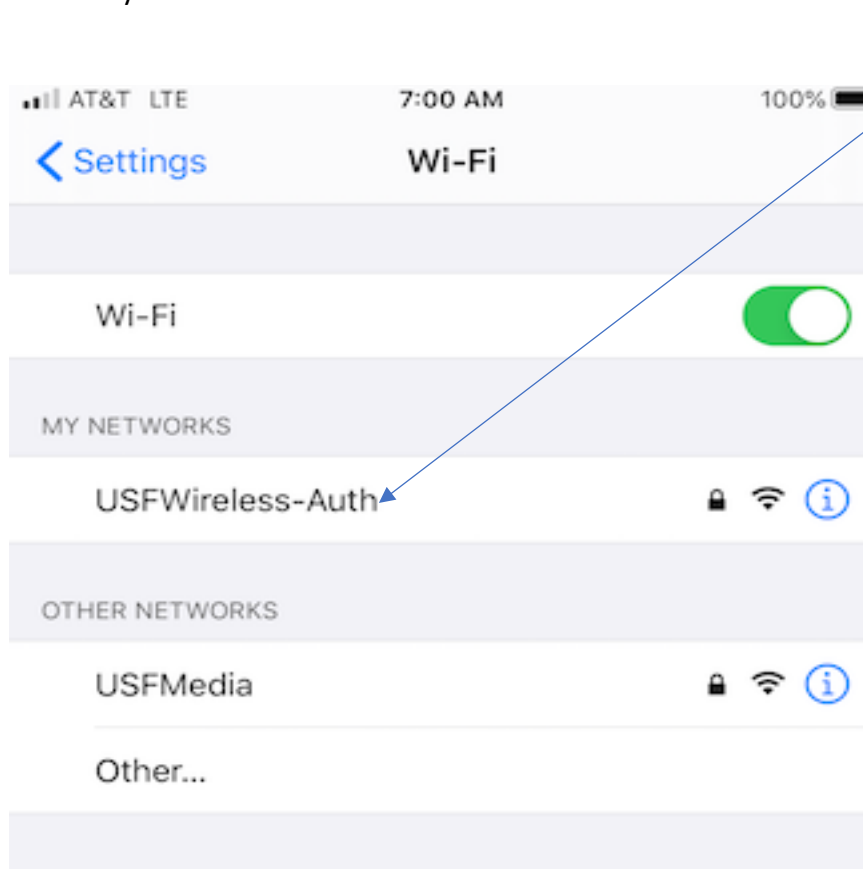 AT&T LTE 7:00 AM 100%
Settings Wi-Fi
Wi-Fi
MY NETWORKS
USFWireless-Auth
OTHER NETWORKS
USFMedia
Other...